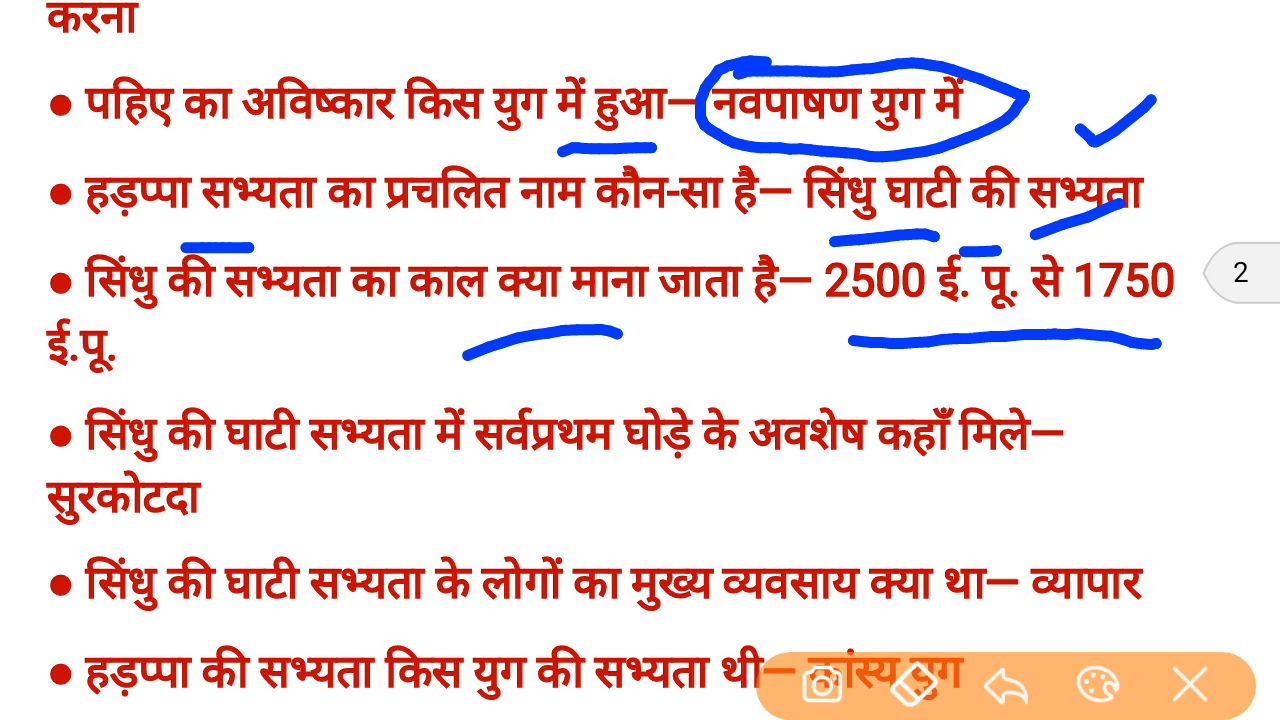 करना
● पहिए का अविष्कार किस युग में हुआ— नवपाषण युग में
● हड़प्पा सभ्यता का प्रचलित नाम कौन-सा है— सिंधु घाटी की सभ्यता
● सिंधु की सभ्यता का काल क्या माना जाता है— 2500 ई. पू. से 1750
ई.पू.
2
● सिंधु की घाटी सभ्यता में सर्वप्रथम घोड़े के अवशेष कहाँ मिले—
सुरकोटदा
● सिंधु की घाटी सभ्यता के लोगों का मुख्य व्यवसाय क्या था— व्यापार
● हड़प्पा की सभ्यता किस युग की सभ्यता थी— कांस्य युग